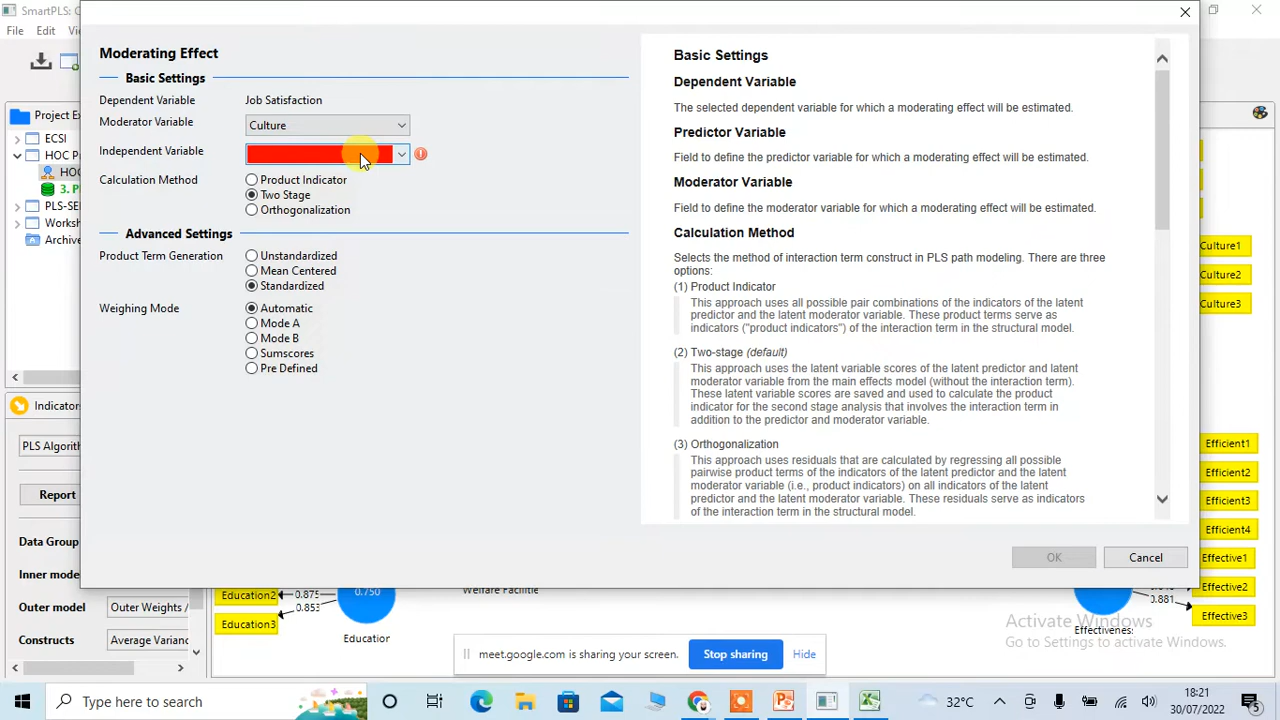 SmartPLS: G
File Edit Vi
Moderating Effect
Basic Settings
Dependent Variable Job Satisfaction
Moderator Variable Culture
Independent Variable
Calculation Method Product Indicator
Two Stage
Orthogonalization
Advanced Settings
Product Term Generation Unstandardized
Mean Centered
Standardized
Weighing Mode Automatic
Mode A
Mode B
Sumscores
Pre Defined
Basic Settings
Dependent Variable
The selected dependent variable for which a moderating effect will be estimated.
Predictor Variable
Field to define the predictor variable for which a moderating effect will be estimated.
Moderator Variable
Field to define the moderator variable for which a moderating effect will be estimated.
Calculation Method
Selects the method of interaction term construct in PLS path modeling. There are three
options:
(1) Product Indicator
This approach uses all possible pair combinations of the indicators of the latent
predictor and the latent moderator variable. These product terms serve as
indicators ("product indicators") of the interaction term in the structural model.
(2) Two-stage (default)
This approach uses the latent variable scores of the latent predictor and latent
moderator variable from the main effects model (without the interaction term).
These latent variable scores are saved and used to calculate the product
indicator for the second stage analysis that involves the interaction term in
addition to the predictor and moderator variable.
(3) Orthogonalization
This approach uses residuals that are calculated by regressing all possible
pairwise product terms of the indicators of the latent predictor and the latent
moderator variable (i.e., product indicators) on all indicators of the latent
predictor and the latent moderator variable. These residuals serve as indicators
of the interaction term in the structural model.
OK Cancel
Project Ex
ECSI
HOC P
HOC
3. P
PLS-SE
Worksh
Archive
Indicators
PLS Algorith
Report
Data Group
Inner mode
Outer model Outer Weights /
Constructs Average Varianc
Culture1
Culture2
Culture3
Efficient1
Efficient2
Efficient3
Efficient4
Effective1
Effective2
Effective3
Education2 0.875 0.750 Welfare Facilities
Education3 0.853
Education
0.881
Activate Windows
Go to Settings to activate Windows.
meet.google.com is sharing your screen. Stop sharing Hide
Type here to search
32°C
18:21
30/07/2022
5